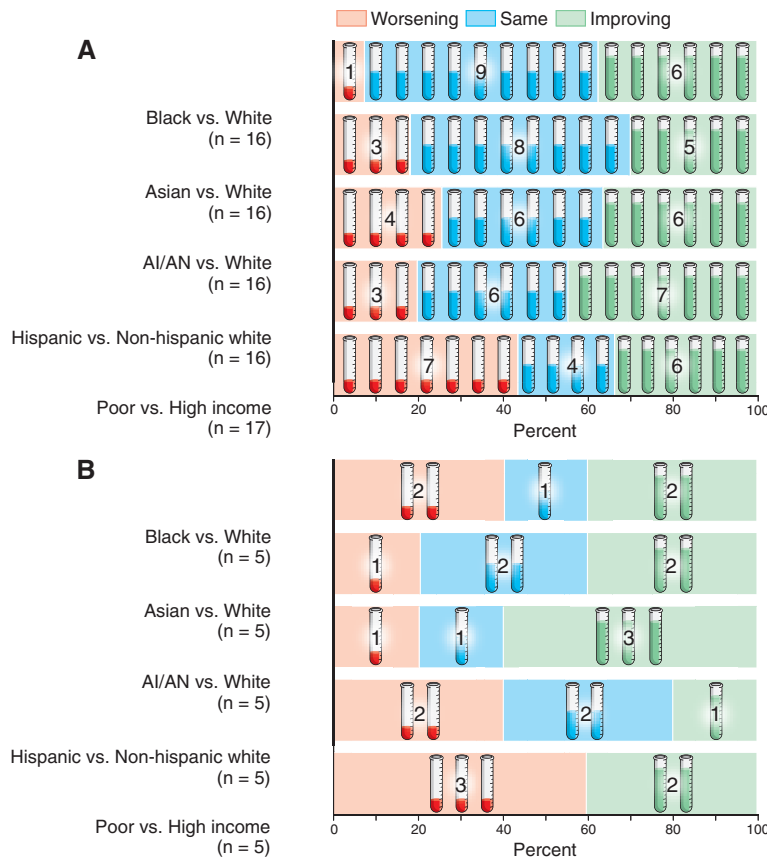 Worsening Same Improving
A
1 9 6
Black vs. White
(n = 16)
3 8 5
Asian vs. White
(n = 16)
4 6 6
AI/AN vs. White
(n = 16)
3 6 7
Hispanic vs. Non-hispanic white
(n = 16)
7 4 6
Poor vs. High income
(n = 17)
0 20 40 60 80 100
Percent
B
2 1 2
Black vs. White
(n = 5)
1 2 2
Asian vs. White
(n = 5)
1 1 3
AI/AN vs. White
(n = 5)
2 2 1
Hispanic vs. Non-hispanic white
(n = 5)
3 2
Poor vs. High income
(n = 5)
0 20 40 60 80 100
Percent